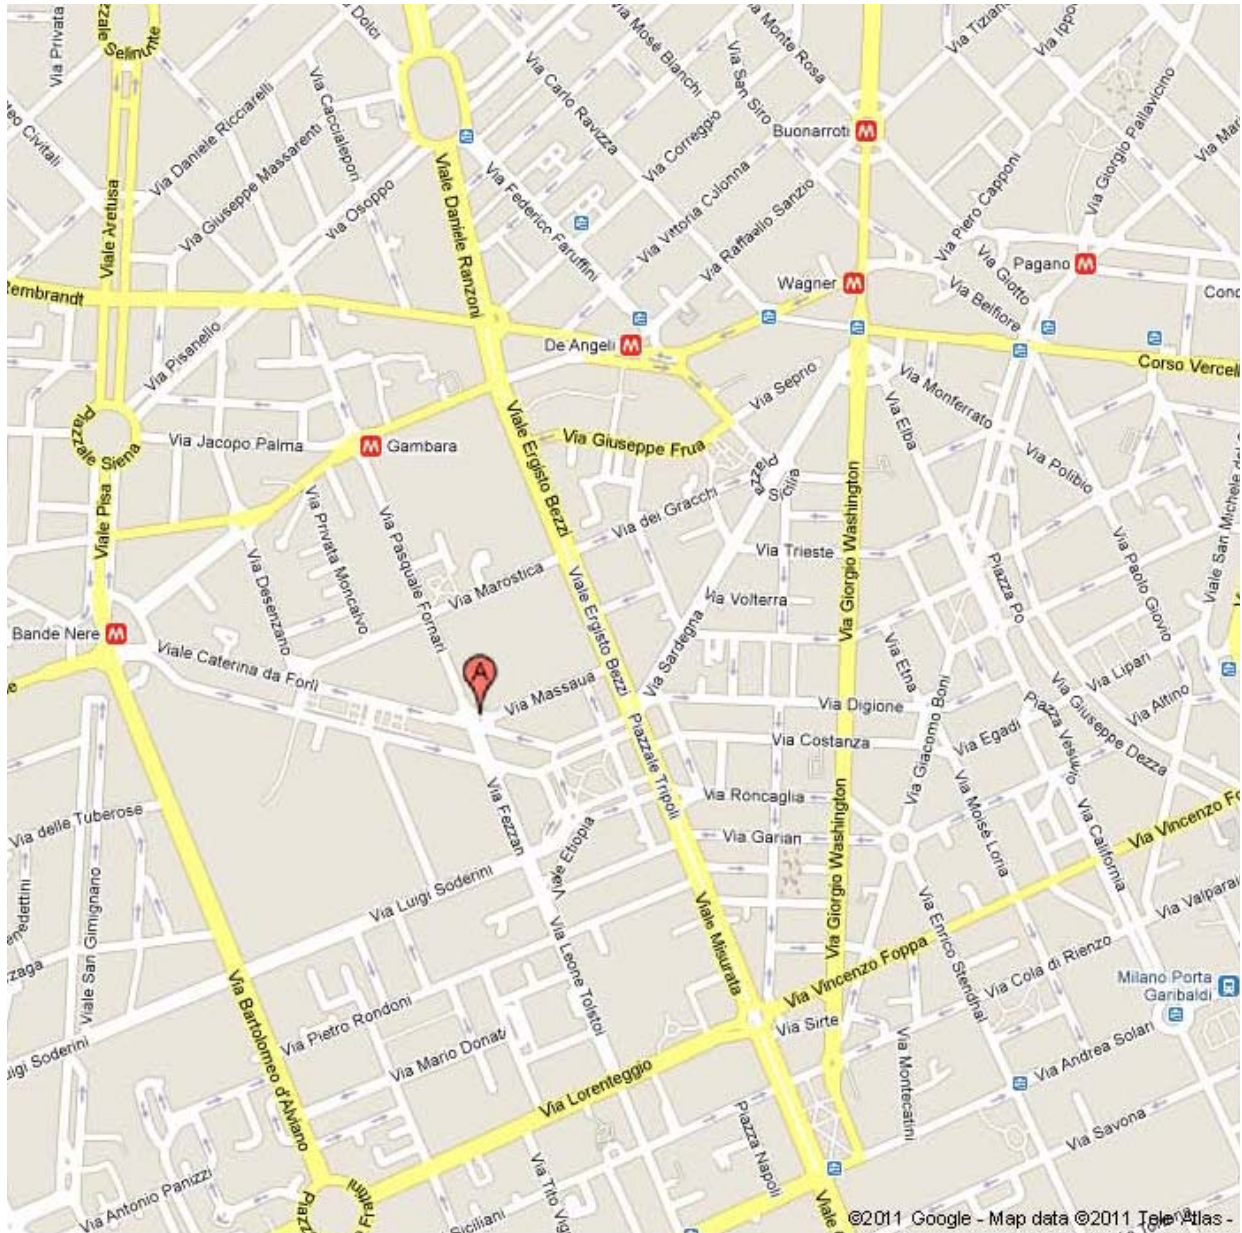 Piazzale
Selinunte
Via Privata
Dolci
Via Mosè Bianchi
Via Monte Rosa
Via Tiziano
Via Carlo Ravizza
Via San Siro
Via Daniele Ricciarelli
Via Caccialepori
Via Correggio
Buonarroti
Via Giorgio Pallavicino
Civitali
Via Giuseppe Massarenti
Viale Aretusa
Via Osoppo
Viale Daniele Ranzoni
Via Federico Faruffini
Via Vittoria Colonna
Via Raffaello Sanzio
Via Piero Capponi
Via Giotto
Pagano
Wagner
Rembrandt
Via Belfiore
Via Pisanello
De Angeli
Corso Vercelli
Via Seprio
Via Monferrato
Via Elba
Piazzale Siena
Via Jacopo Palma
Gambara
Viale Ergisto Bezzi
Via Giuseppe Frua
Piazza
Sicilia
Via Polibio
Viale Pisa
Via Privata Moncalvo
Via Pasquale Fornari
Via dei Gracchi
Via Giorgio Washington
Via Trieste
Viale San Michele del
Via Desenzano
Via Marostica
Viale Ergisto Bezzi
Via Volterra
Piazza Po
Via Paolo Giovio
Bande Nere
Viale Caterina da Forlì
A
Via Massaua
Via Sardegna
Via Etna
Via Lipari
Via Digione
Via Giacomo Boni
Via Altino
Piazzale Tripoli
Via Costanza
Via Egadi
Piazza Vesuvio
Via Giuseppe Dezza
Via Fezzan
Via Roncaglia
Via delle Tuberose
Viale Etiopia
Via Garian
Via Giorgio Washington
Via Moisè Loria
Via California
Via Vincenzo Fo
Via Luigi Soderini
Viale San Gimignano
Via Leone Tolstoi
Viale Misurata
Via Vincenzo Foppa
Via Enrico Stendhal
Via Valparai
Via Cola di Rienzo
Milano Porta
Garibaldi
Via Bartolomeo d'Alviano
Via Pietro Rondoni
Via Sirte
Via Mario Donati
Via Andrea Solari
Via Montecatini
Via Lorenteggio
Via Savona
Piazza Napoli
Via Antonio Panizzi
Frattini
Via Tito Vig
Siciliani
Viale
©2011 Google - Map data ©2011 Tele Atlas -